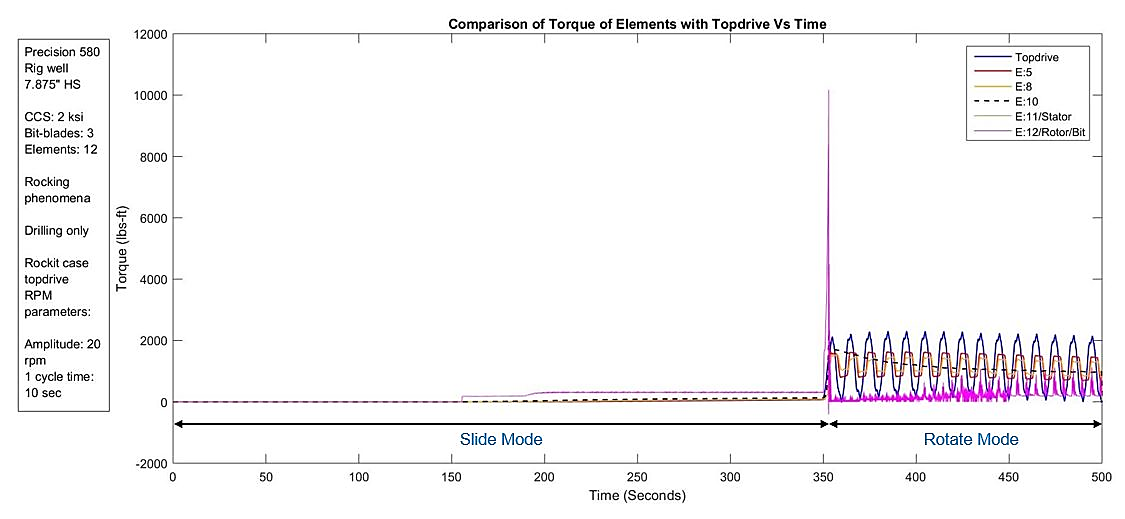 Comparison of Torque of Elements with Topdrive Vs Time
Precision 580
Rig well
7.875" HS
CCS: 2 ksi
Bit-blades: 3
Elements: 12
Rocking
phenomena
Drilling only
Rockit case
topdrive
RPM
parameters:
Amplitude: 20
rpm
1 cycle time:
10 sec
Torque (lbs-ft)
12000
10000
8000
6000
4000
2000
0
-2000
Topdrive
E:5
E:8
E:10
E:11/Stator
E:12/Rotor/Bit
Slide Mode
Rotate Mode
0 50 100 150 200 250 300 350 400 450 500
Time (Seconds)